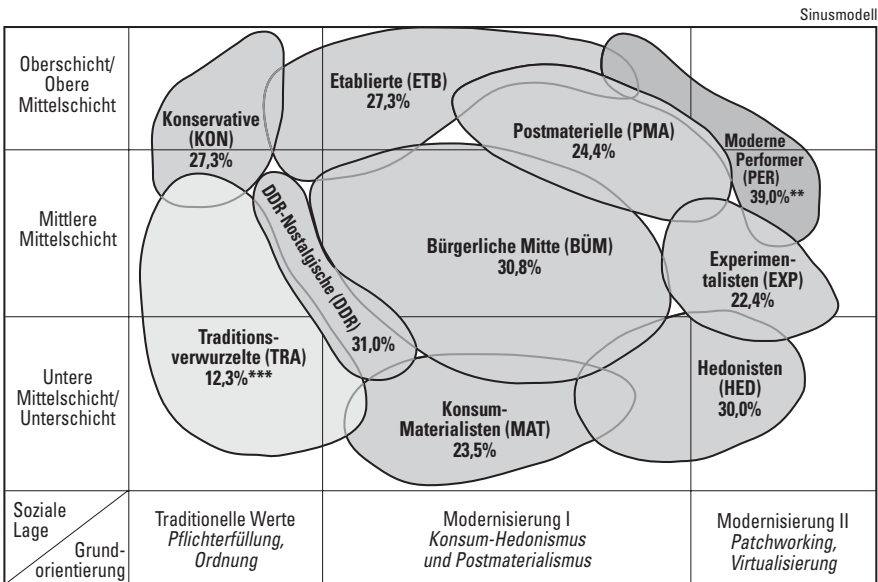 Sinusmodell
Oberschicht/
Obere
Mittelschicht
Mittlere
Mittelschicht
Untere
Mittelschicht/
Unterschicht
Konservative
(KON)
27,3%
Etablierte (ETB)
27,3%
Postmaterielle (PMA)
24,4%
Moderne
Performer
(PER)
39,0%**
DDR-Nostalgische (DDR)
31,0%
Bürgerliche Mitte (BÜM)
30,8%
Experimen-
talisten (EXP)
22,4%
Traditions-
verwurzelte (TRA)
12,3%***
Konsum-
Materialisten (MAT)
23,5%
Hedonisten
(HED)
30,0%
Soziale
Lage
Grund-
orientierung
Traditionelle Werte
Pflichterfüllung,
Ordnung
Modernisierung I
Konsum-Hedonismus
und Postmaterialismus
Modernisierung II
Patchworking,
Virtualisierung